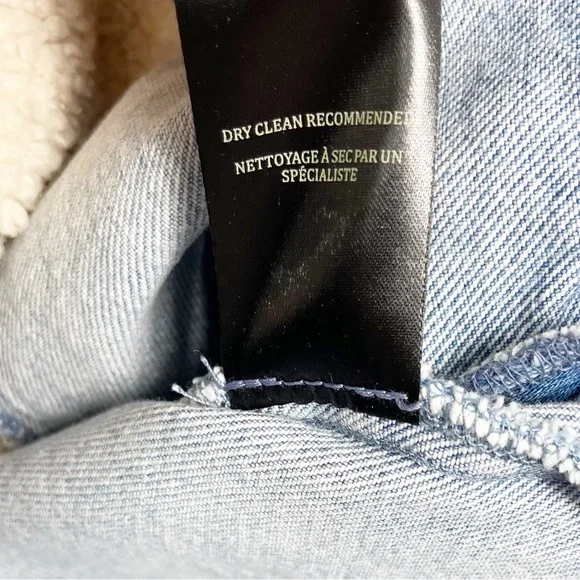 DRY CLEAN RECOMMENDED
NETTOYAGE À SEC PAR UN
SPÉCIALISTE